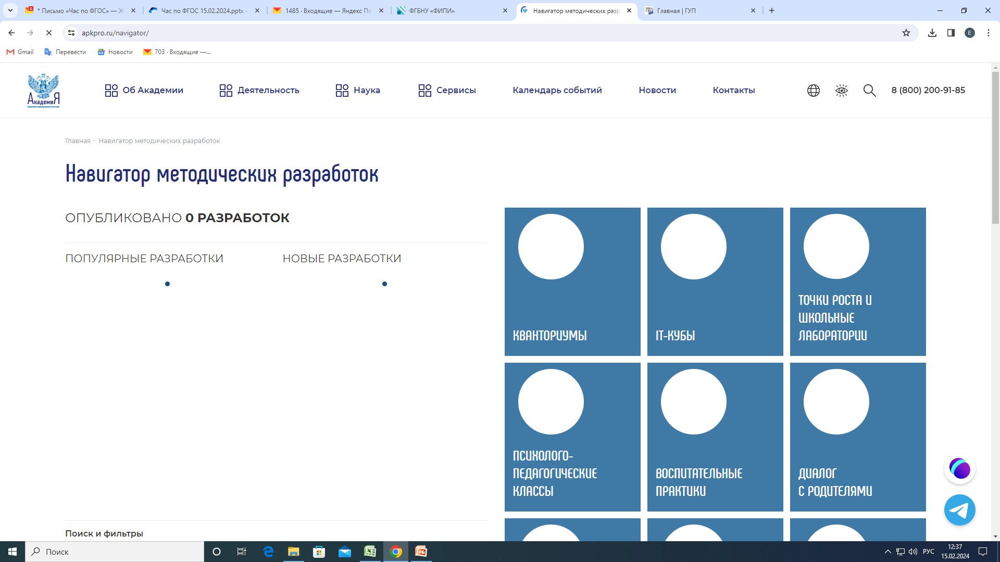 * Письмо «Час по ФГОС» — Ж
Час по ФГОС 15.02.2024.pptx -
1485 · Входящие — Яндекс По
ФГБНУ «ФИПИ»
Навигатор методических разр
Главная | ГУП
apkpro.ru/navigator/
E
Gmail
Перевести
Новости
703 · Входящие —...
АкадемиЯ
МИНПРОСВЕЩЕНИЯ РОССИИ
Об Академии
Деятельность
Наука
Сервисы
Календарь событий
Новости
Контакты
8 (800) 200-91-85
Главная › Навигатор методических разработок
Навигатор методических разработок
ОПУБЛИКОВАНО 0 РАЗРАБОТОК
ПОПУЛЯРНЫЕ РАЗРАБОТКИ
НОВЫЕ РАЗРАБОТКИ
КВАНТОРИУМЫ
IT-КУБЫ
ТОЧКИ РОСТА И
ШКОЛЬНЫЕ
ЛАБОРАТОРИИ
ПСИХОЛОГО-
ПЕДАГОГИЧЕСКИЕ
КЛАССЫ
ВОСПИТАТЕЛЬНЫЕ
ПРАКТИКИ
ДИАЛОГ
С РОДИТЕЛЯМИ
Поиск и фильтры
Поиск
РУС
12:37
15.02.2024